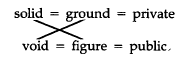 solid = ground = private
void = figure = public